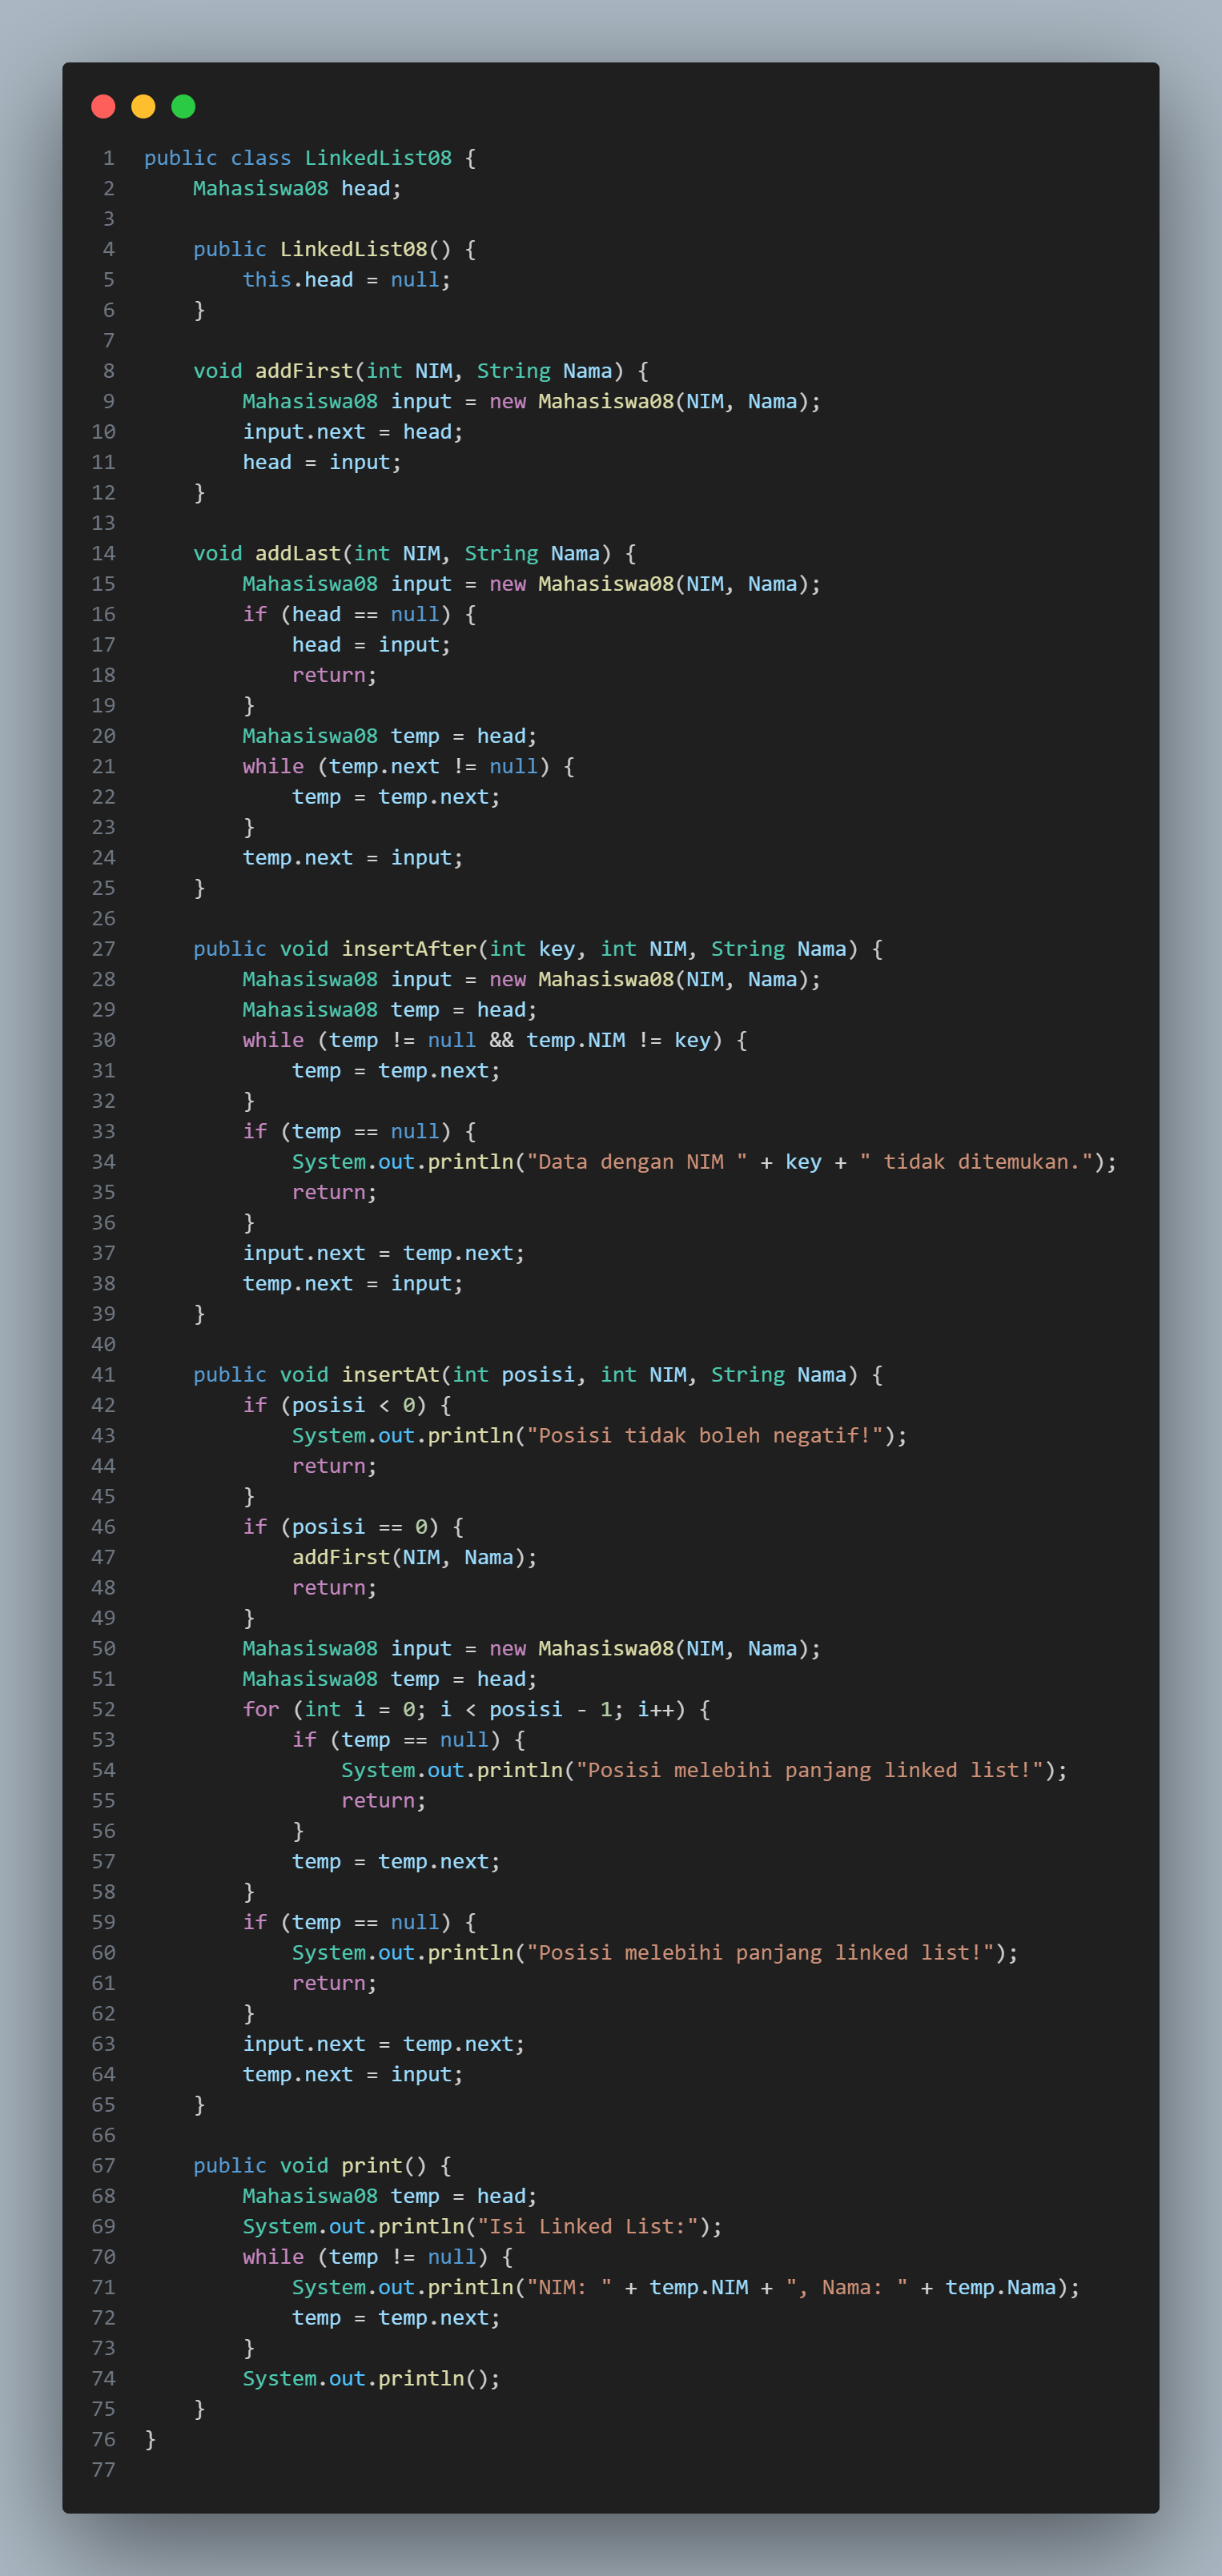 1 public class LinkedList08 {
2     Mahasiswa08 head;
3
4     public LinkedList08() {
5         this.head = null;
6     }
7
8     void addFirst(int NIM, String Nama) {
9         Mahasiswa08 input = new Mahasiswa08(NIM, Nama);
10         input.next = head;
11         head = input;
12     }
13
14     void addLast(int NIM, String Nama) {
15         Mahasiswa08 input = new Mahasiswa08(NIM, Nama);
16         if (head == null) {
17             head = input;
18             return;
19         }
20         Mahasiswa08 temp = head;
21         while (temp.next != null) {
22             temp = temp.next;
23         }
24         temp.next = input;
25     }
26
27     public void insertAfter(int key, int NIM, String Nama) {
28         Mahasiswa08 input = new Mahasiswa08(NIM, Nama);
29         Mahasiswa08 temp = head;
30         while (temp != null && temp.NIM != key) {
31             temp = temp.next;
32         }
33         if (temp == null) {
34             System.out.println("Data dengan NIM " + key + " tidak ditemukan.");
35             return;
36         }
37         input.next = temp.next;
38         temp.next = input;
39     }
40
41     public void insertAt(int posisi, int NIM, String Nama) {
42         if (posisi < 0) {
43             System.out.println("Posisi tidak boleh negatif!");
44             return;
45         }
46         if (posisi == 0) {
47             addFirst(NIM, Nama);
48             return;
49         }
50         Mahasiswa08 input = new Mahasiswa08(NIM, Nama);
51         Mahasiswa08 temp = head;
52         for (int i = 0; i < posisi - 1; i++) {
53             if (temp == null) {
54                 System.out.println("Posisi melebihi panjang linked list!");
55                 return;
56             }
57             temp = temp.next;
58         }
59         if (temp == null) {
60             System.out.println("Posisi melebihi panjang linked list!");
61             return;
62         }
63         input.next = temp.next;
64         temp.next = input;
65     }
66
67     public void print() {
68         Mahasiswa08 temp = head;
69         System.out.println("Isi Linked List:");
70         while (temp != null) {
71             System.out.println("NIM: " + temp.NIM + ", Nama: " + temp.Nama);
72             temp = temp.next;
73         }
74         System.out.println();
75     }
76 }
77